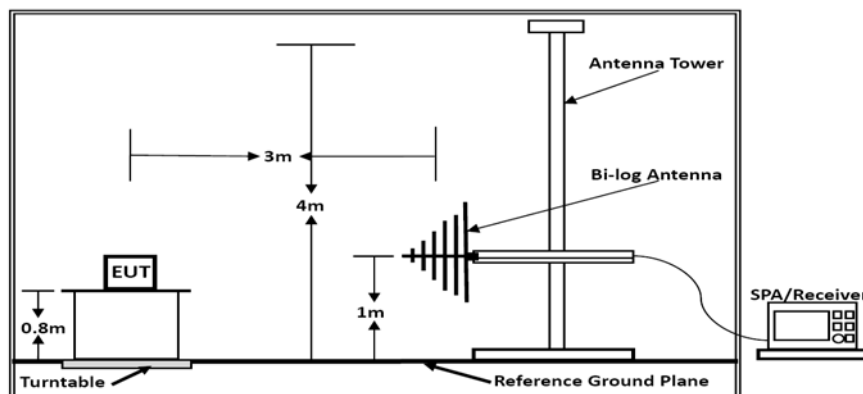 Antenna Tower
3m
Bi-log Antenna
4m
EUT
SPA/Receiver
0.8m
1m
Turntable
Reference Ground Plane